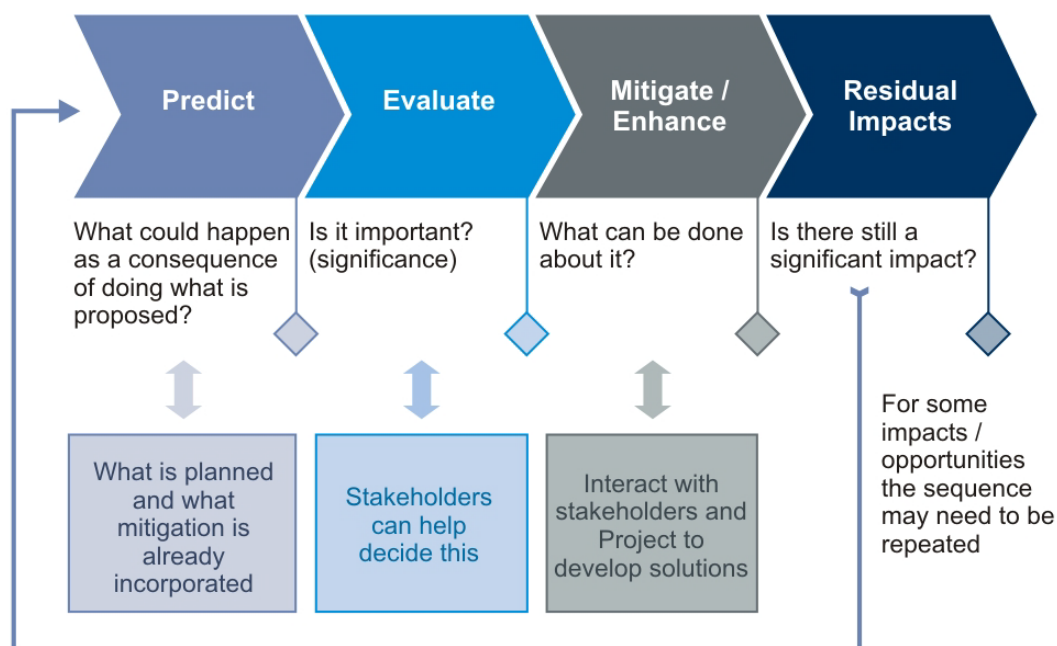 Predict
Evaluate
Mitigate /
Enhance
Residual
Impacts
What could happen
as a consequence
of doing what is
proposed?
Is it important?
(significance)
What can be done
about it?
Is there still a
significant impact?
What is planned
and what
mitigation is
already
incorporated
Stakeholders
can help
decide this
Interact with
stakeholders and
Project to
develop solutions
For some
impacts /
opportunities
the sequence
may need to be
repeated